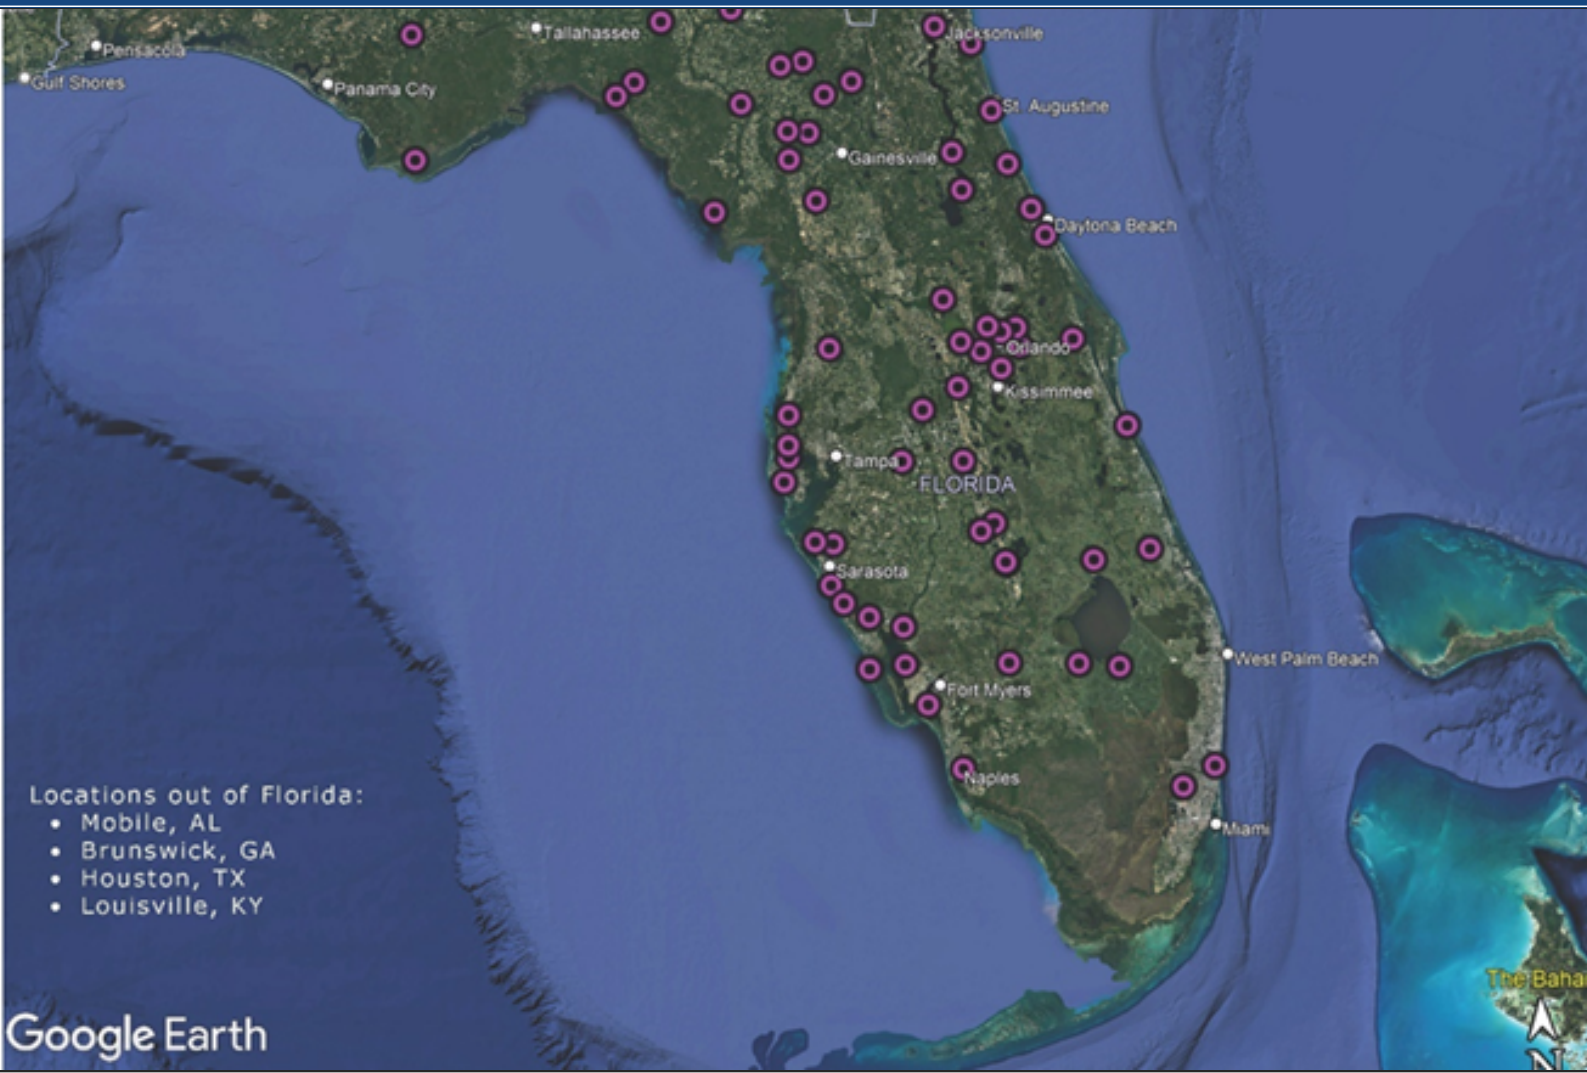 Tallahassee
Jacksonville
Pensacola
Gulf Shores
Panama City
St. Augustine
Gainesville
Daytona Beach
Orlando
Kissimmee
Tampa
FLORIDA
Sarasota
West Palm Beach
Fort Myers
Naples
Miami
Locations out of Florida:
• Mobile, AL
• Brunswick, GA
• Houston, TX
• Louisville, KY
The Baha
Google Earth
N